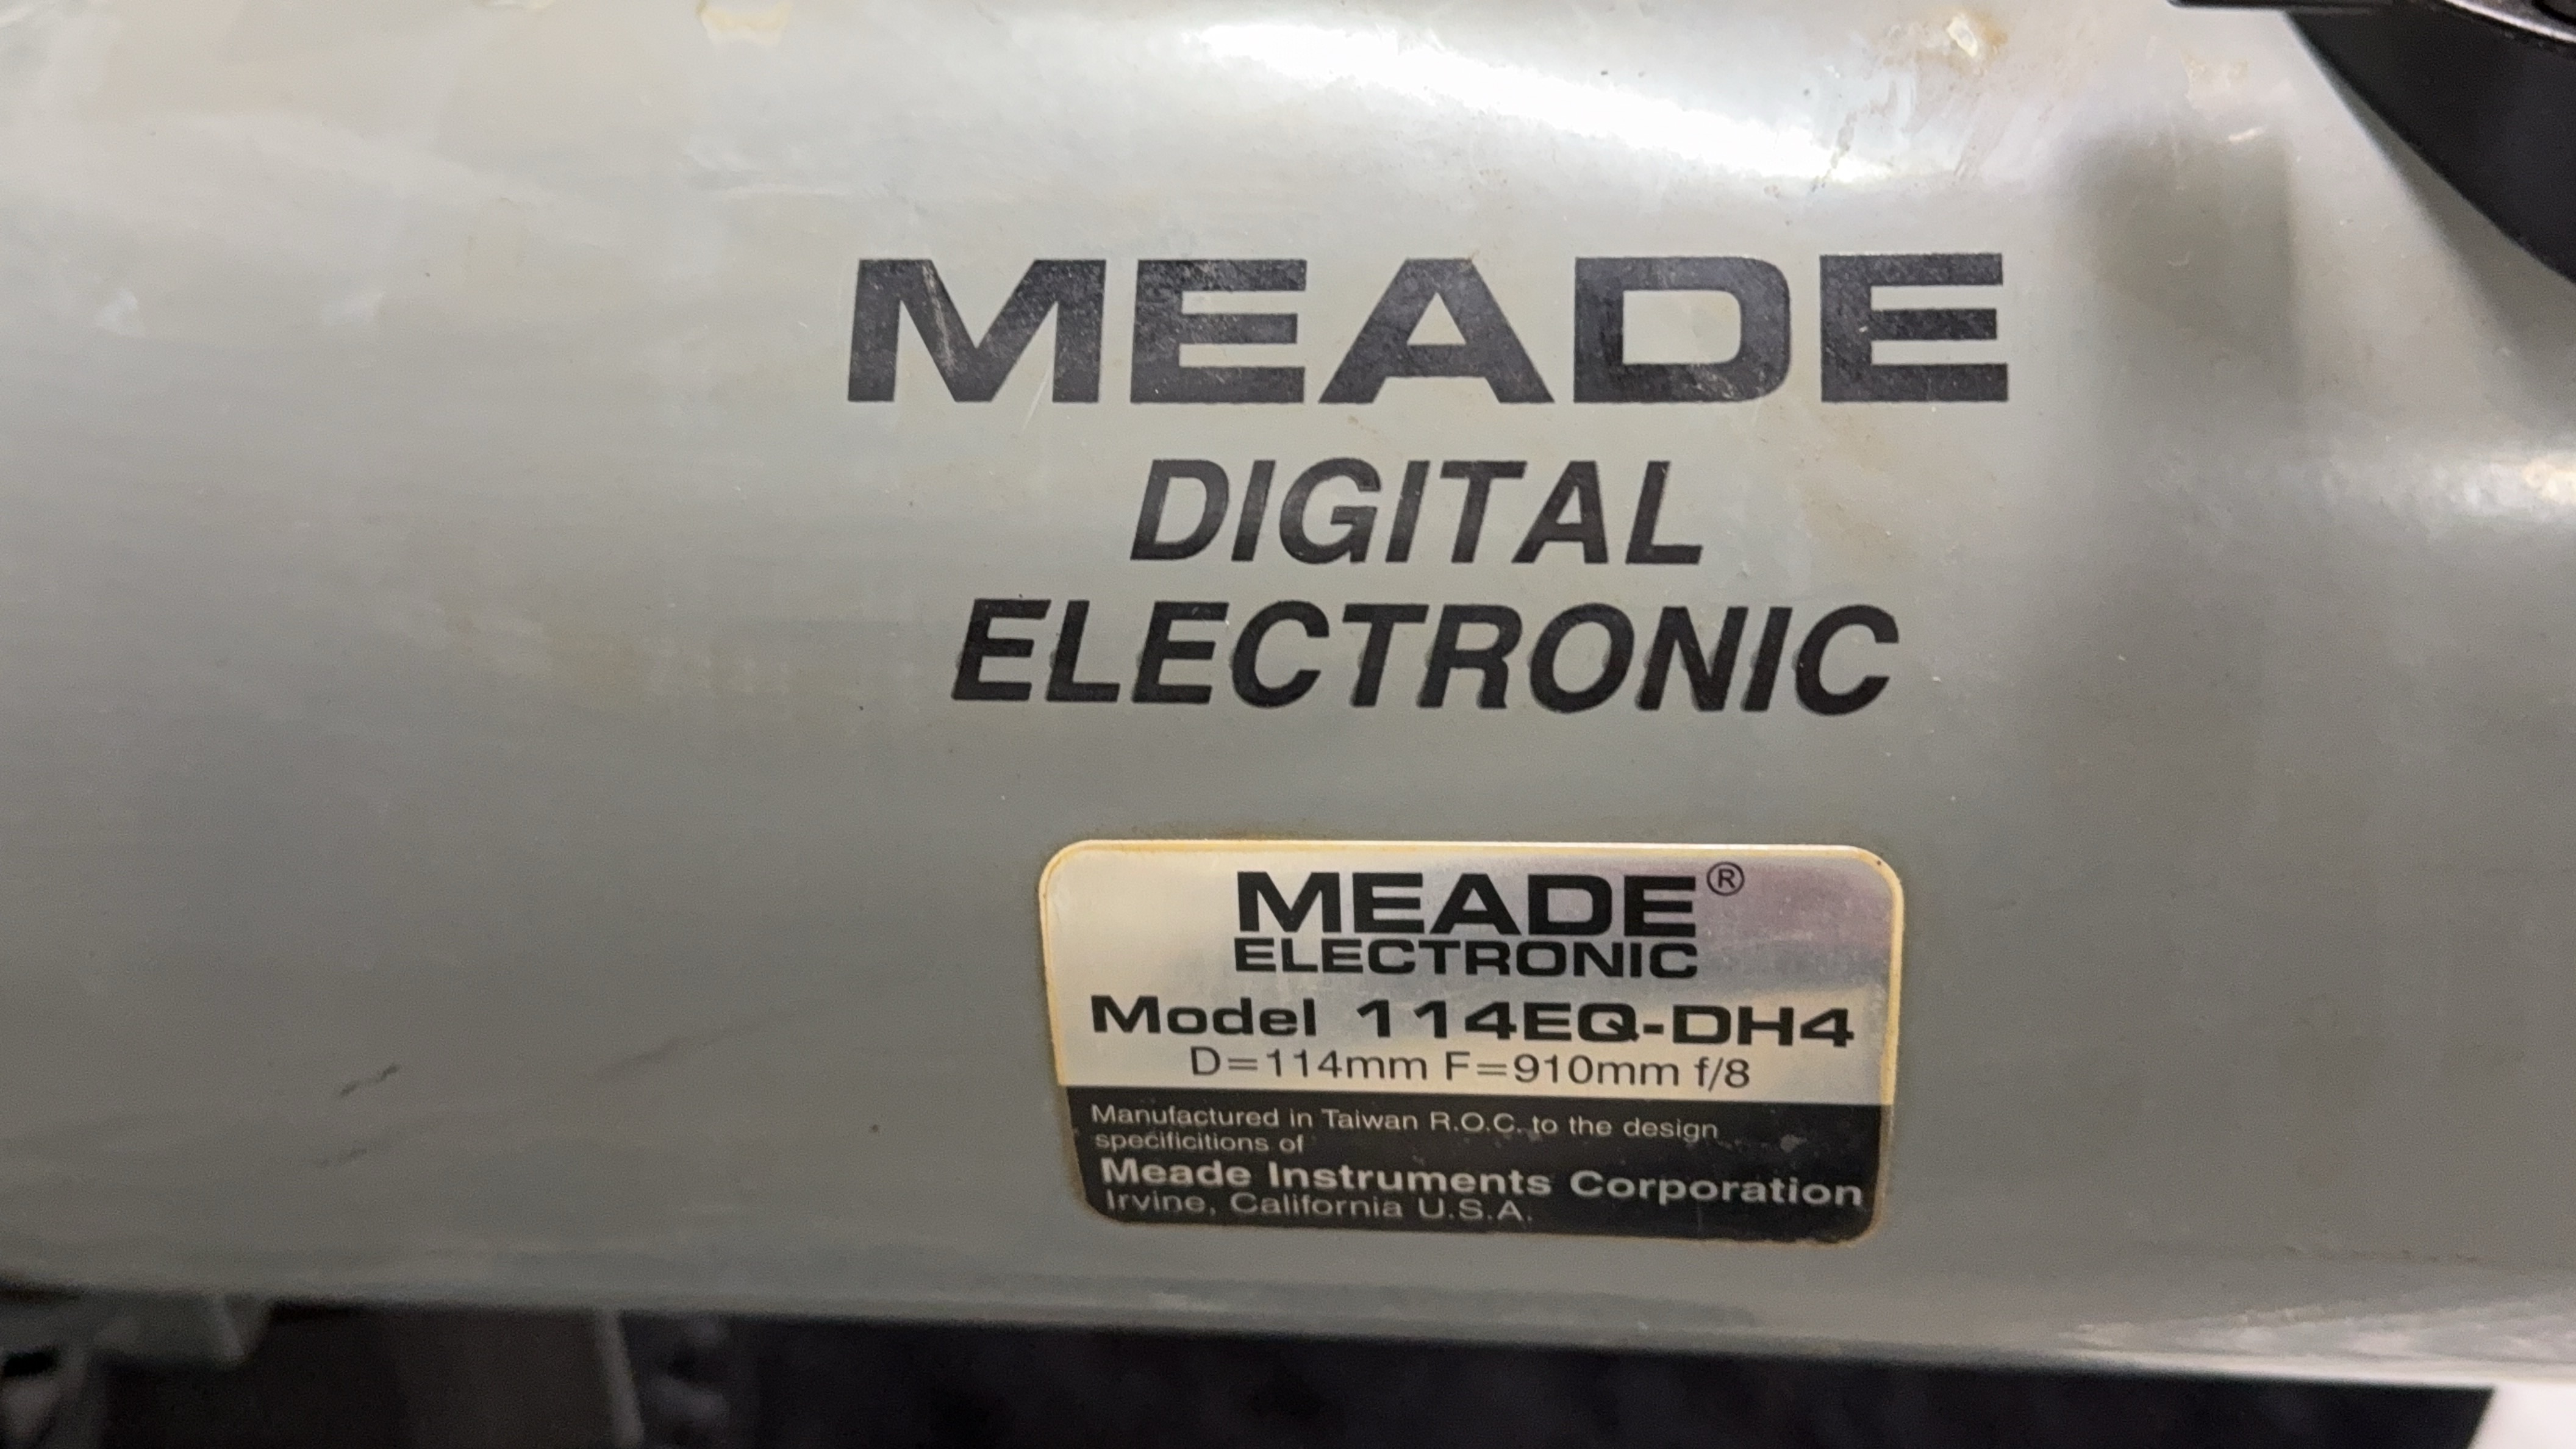 MEADE
DIGITAL
ELECTRONIC
MEADE®
ELECTRONIC
Model 114EQ-DH4
D=114mm F=910mm f/8
Manufactured in Taiwan R.O.C. to the design
specificitions of
Meade Instruments Corporation
Irvine, California U.S.A.